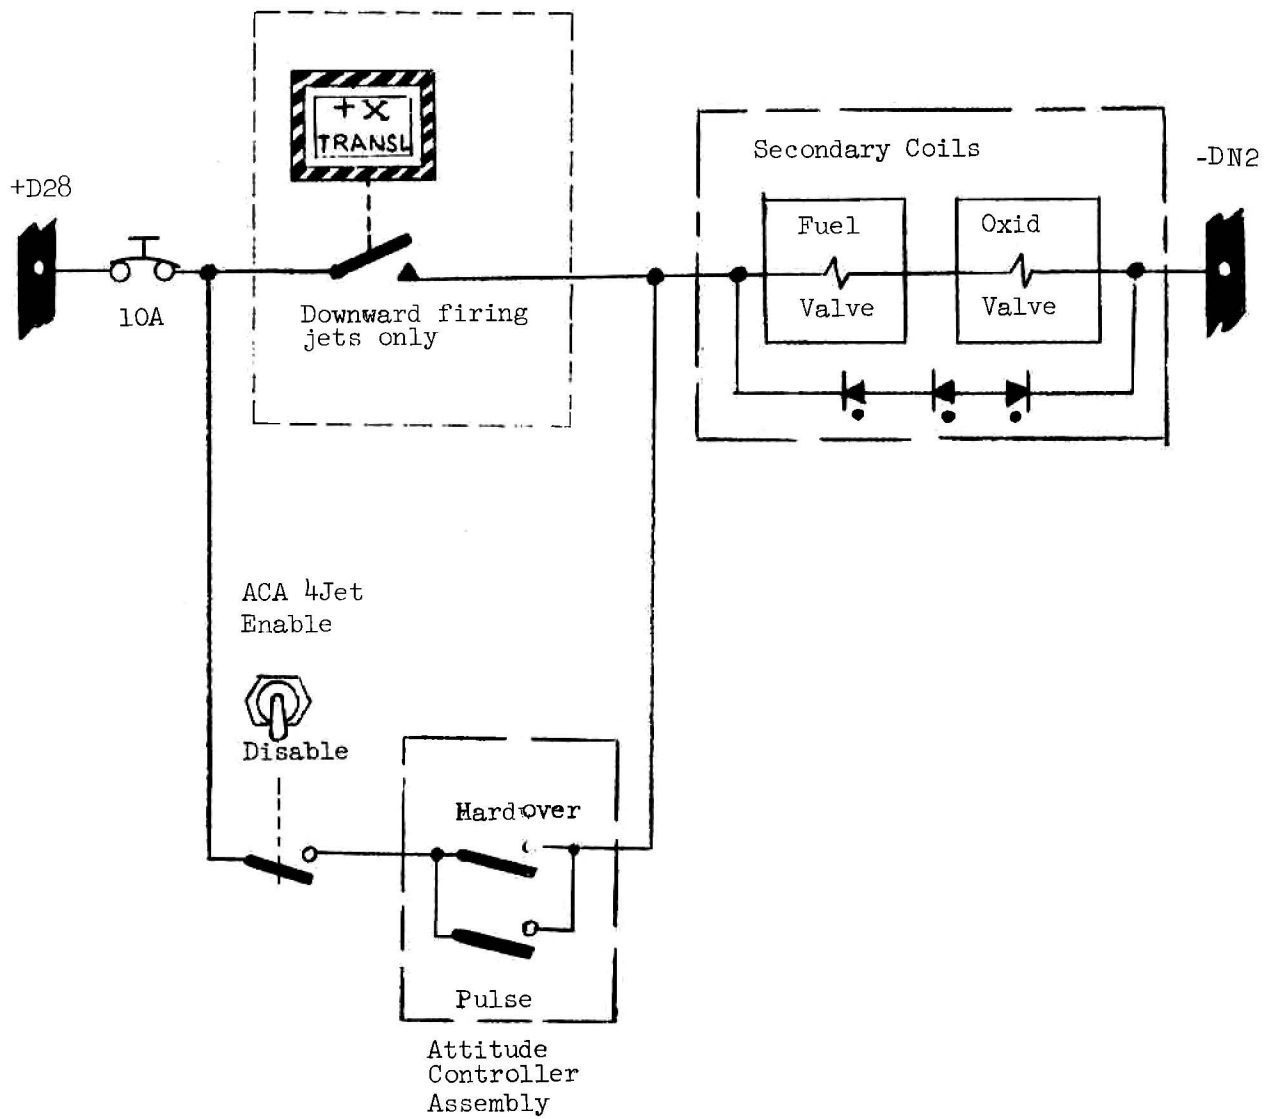 + X
TRANSL
+D28
10A
Downward firing
jets only
Secondary Coils
Fuel
Valve
Oxid
Valve
-DN2
ACA 4Jet
Enable
Disable
Hardover
Pulse
Attitude
Controller
Assembly